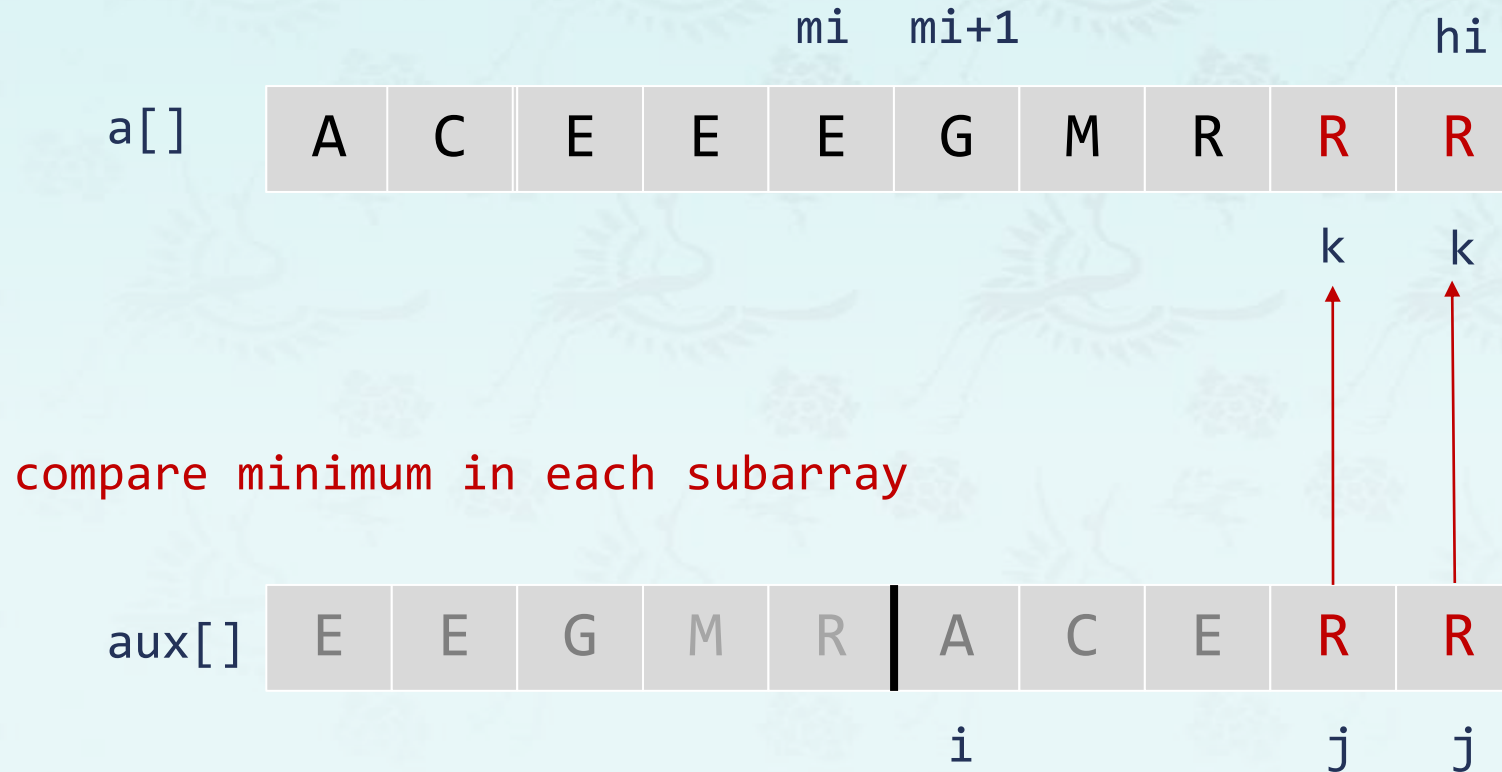 mi mi+1 hi
a[] A C E E E G M R R R
k k
compare minimum in each subarray
aux[] E E G M R A C E R R
i j j